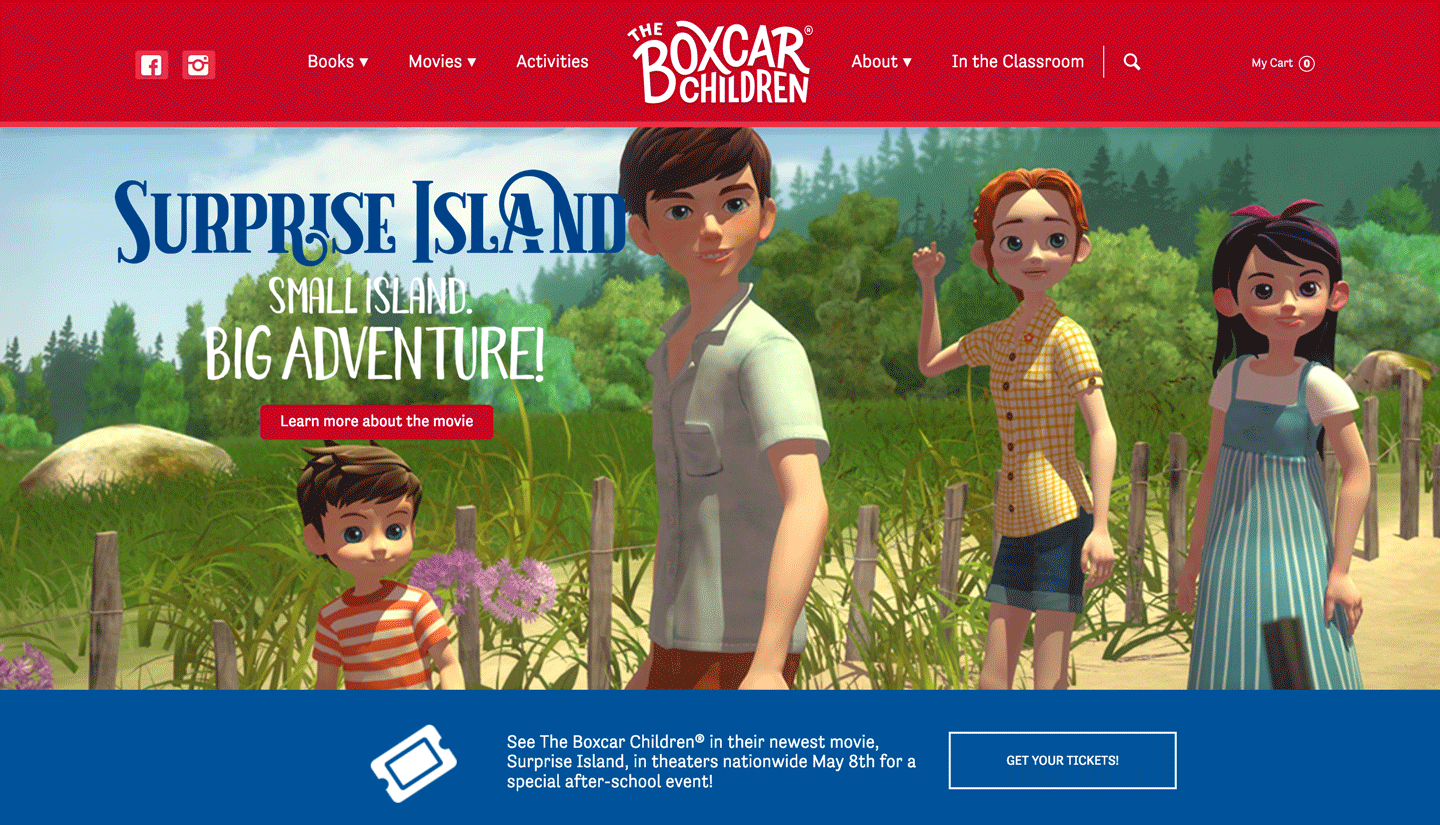 Books ▾
Movies ▾
Activities
THE
BOXCAR®
CHILDREN
About ▾
In the Classroom
My Cart 0
SURPRISE ISLAND
SMALL ISLAND.
BIG ADVENTURE!
Learn more about the movie
See The Boxcar Children® in their newest movie,
Surprise Island, in theaters nationwide May 8th for a
special after-school event!
GET YOUR TICKETS!